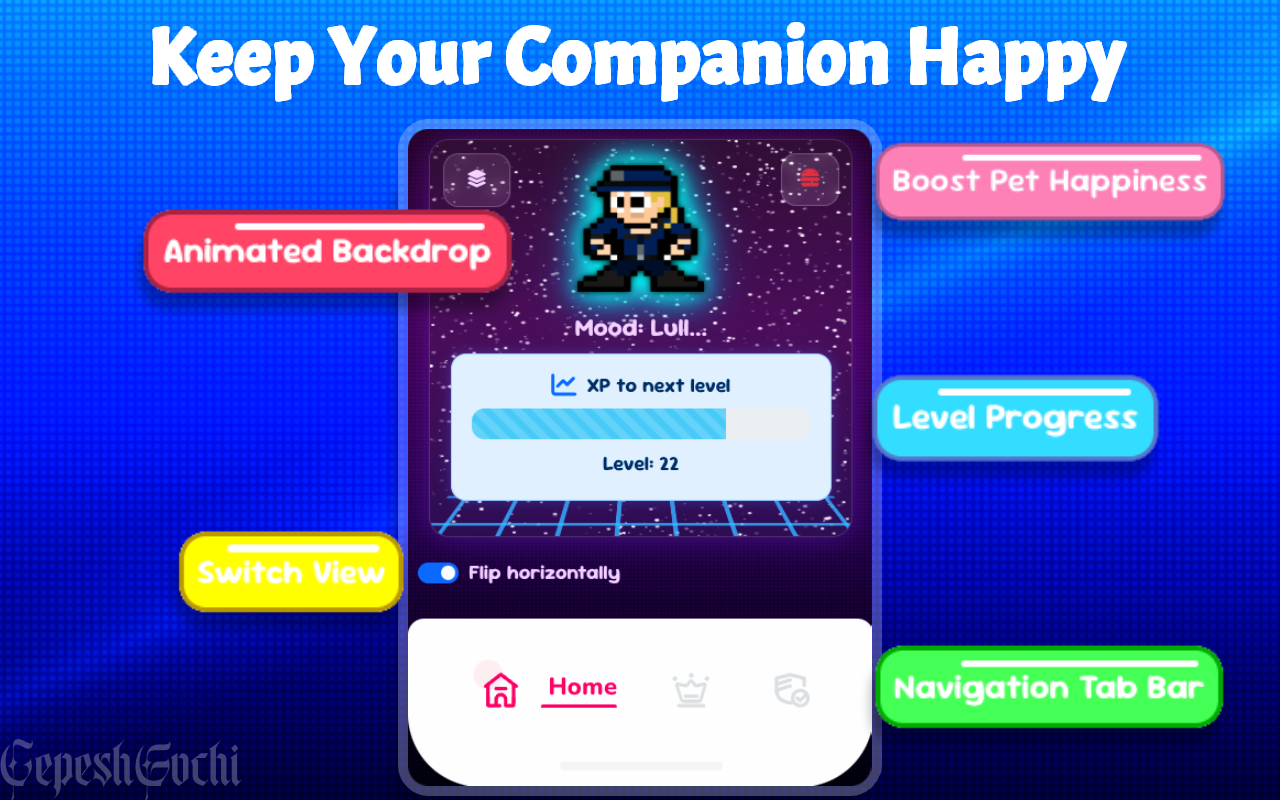 Keep Your Companion Happy
Boost Pet Happiness
Animated Backdrop
Mood: Lull...
XP to next level
Level: 22
Level Progress
Switch View
Flip horizontally
Home
Navigation Tab Bar
GepeshGochi